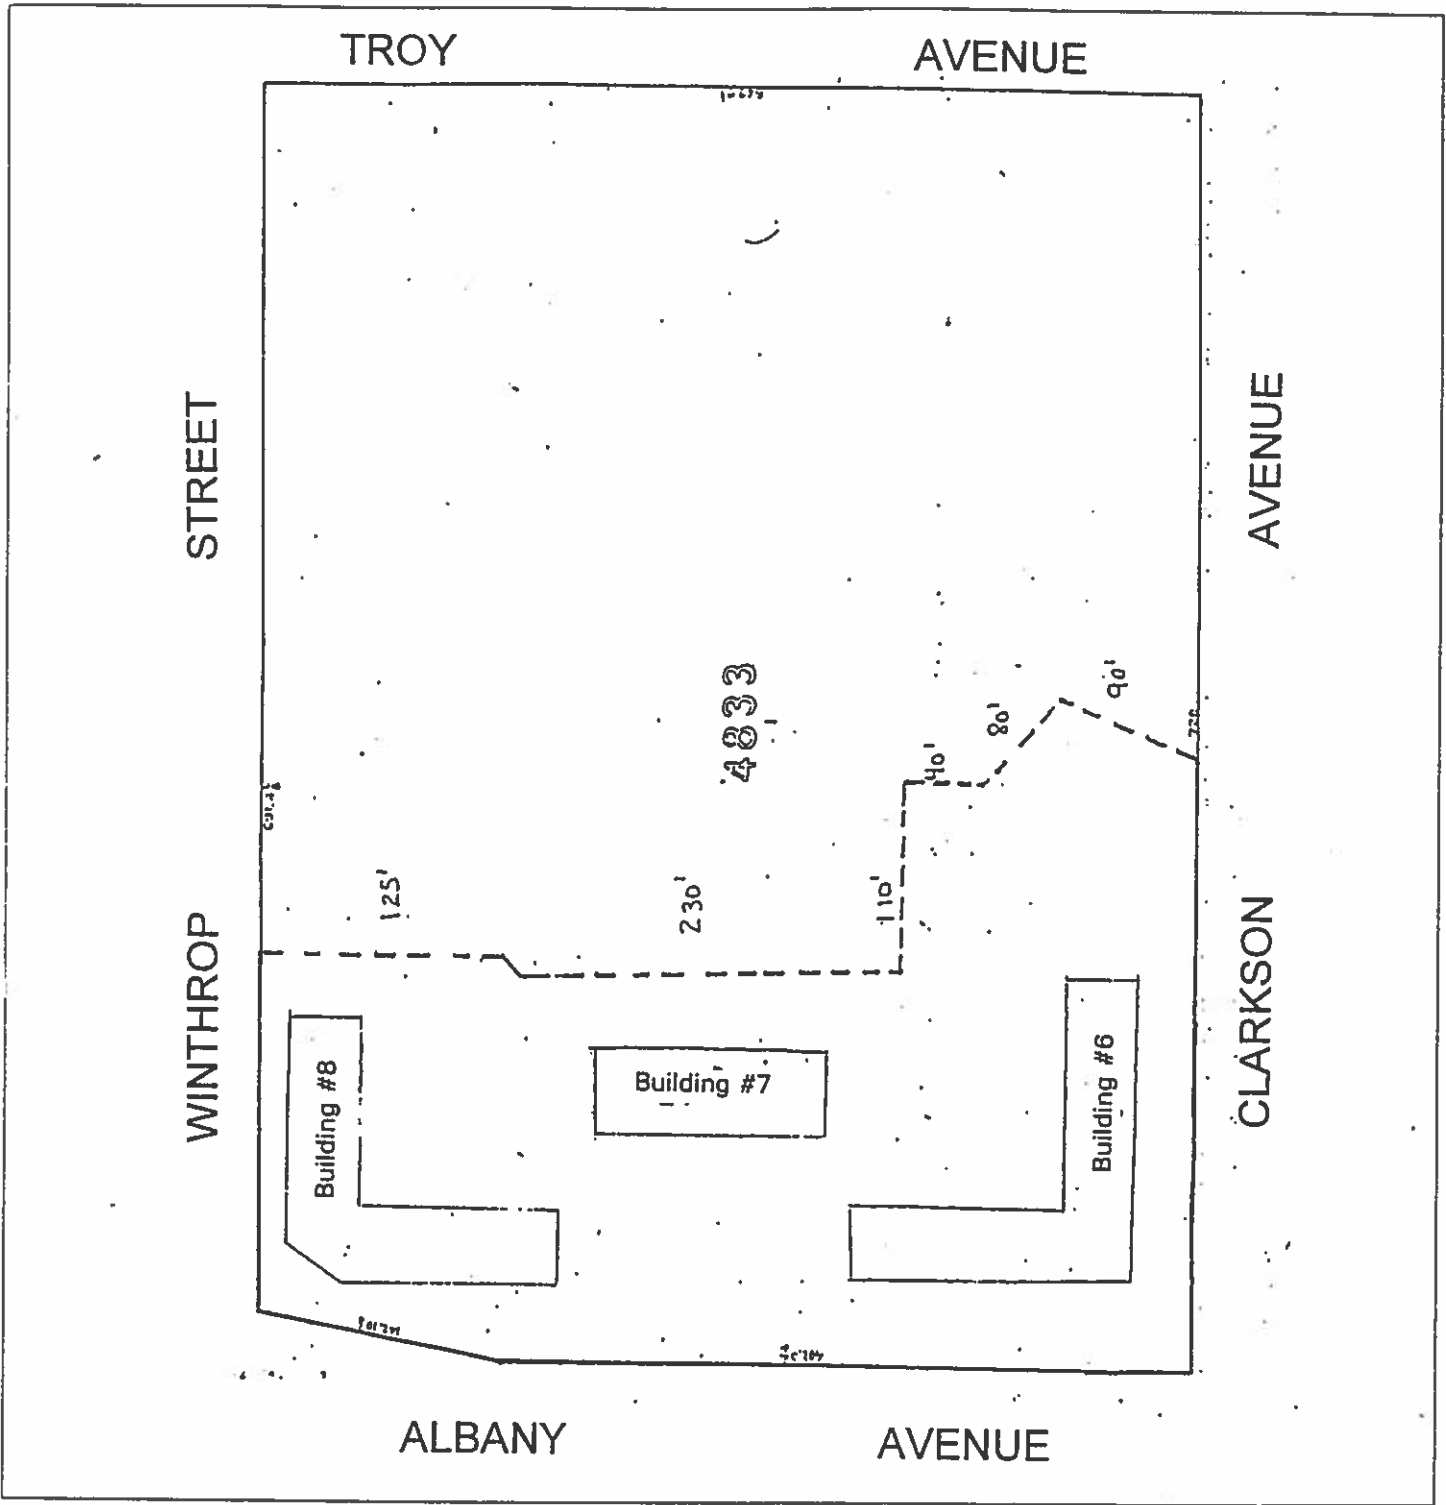 TROY AVENUE
WINTHROP STREET
CLARKSON AVENUE
4833
125'
230'
110'
40'
80'
90'
Building #8
Building #7
Building #6
ALBANY AVENUE